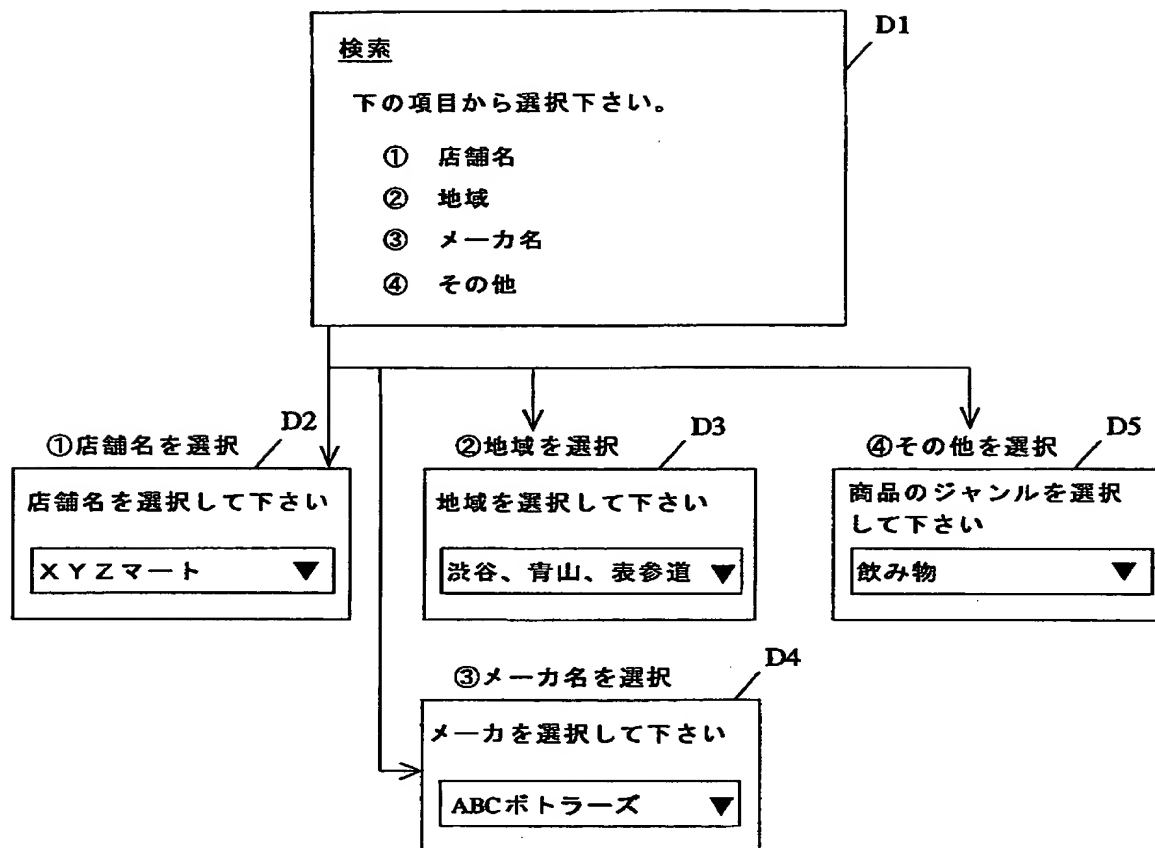 D1
検索
下の項目から選択下さい。
① 店舗名
② 地域
③ メーカ名
④ その他
D2
①店舗名を選択
店舗名を選択して下さい
XYZマート ▼
D3
②地域を選択
地域を選択して下さい
渋谷、青山、表参道 ▼
D5
④その他を選択
商品のジャンルを選択
して下さい
飲み物 ▼
D4
③メーカ名を選択
メーカを選択して下さい
ABCボトラーズ ▼